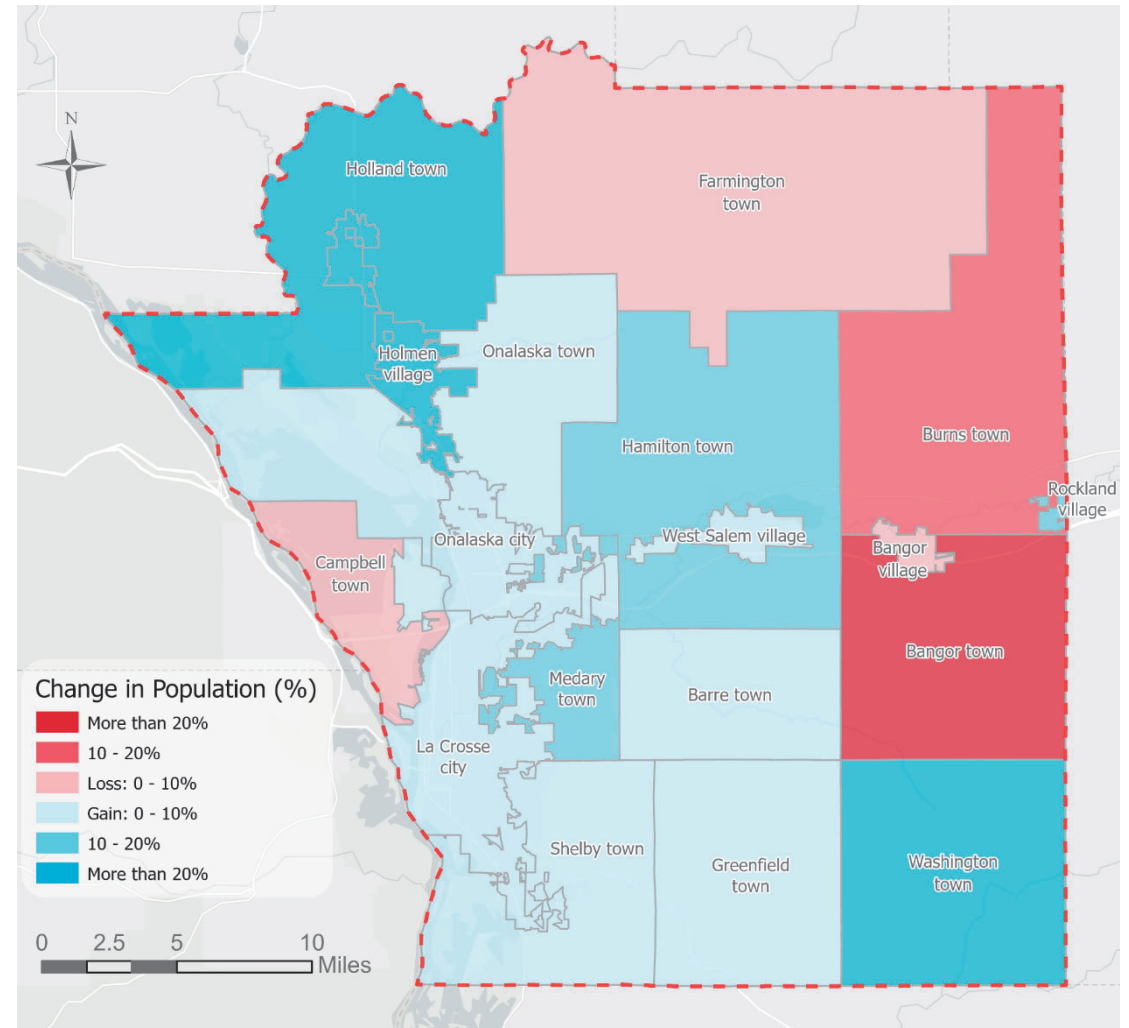 N
Holland town
Farmington
town
Holmen
village
Onalaska town
Hamilton town
Burns town
Rockland
village
Onalaska city
West Salem village
Bangor
village
Campbell
town
Bangor town
Medary
town
Barre town
La Crosse
city
Shelby town
Greenfield
town
Washington
town
Change in Population (%)
More than 20%
10 - 20%
Loss: 0 - 10%
Gain: 0 - 10%
10 - 20%
More than 20%
0 2.5 5 10
Miles